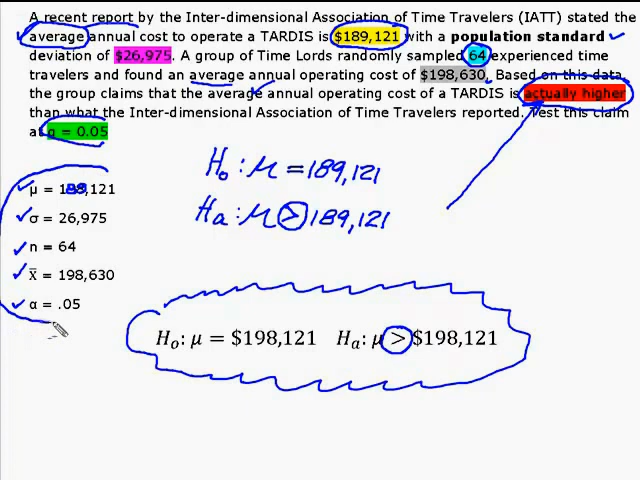 A recent report by the Inter-dimensional Association of Time Travelers (IATT) stated the
average annual cost to operate a TARDIS is $189,121 with a population standard
deviation of $26,975. A group of Time Lords randomly sampled 64 experienced time
travelers and found an average annual operating cost of $198,630. Based on this data,
the group claims that the average annual operating cost of a TARDIS is actually higher
than what the Inter-dimensional Association of Time Travelers reported. Test this claim
at α = 0.05
H₀ : μ = 189,121
μ = 189,121
Ha : μ > 189,121
σ = 26,975
n = 64
x̅ = 198,630
α = .05
Hₒ: μ = $198,121 Hₐ: μ > $198,121